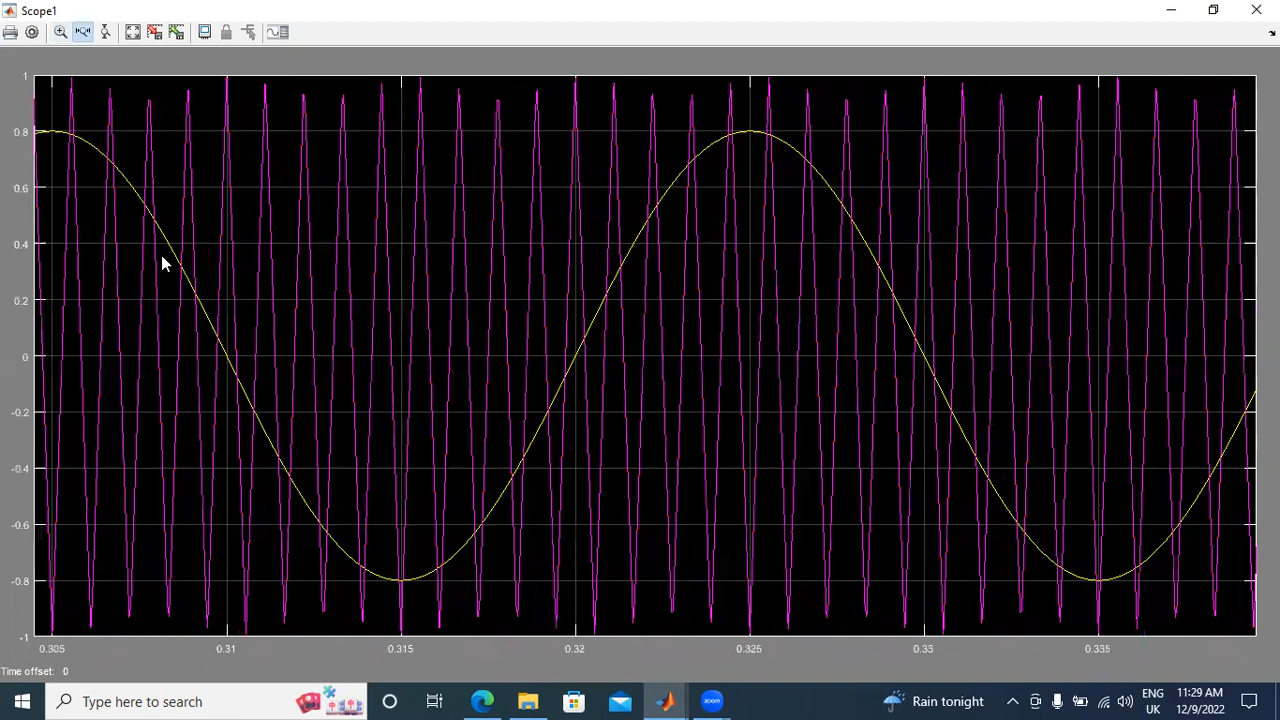 Scope1
1
0.8
0.6
0.4
0.2
0
-0.2
-0.4
-0.6
-0.8
-1
0.305 0.31 0.315 0.32 0.325 0.33 0.335
Time offset: 0
Type here to search
zoom
Rain tonight
ENG
UK
11:29 AM
12/9/2022